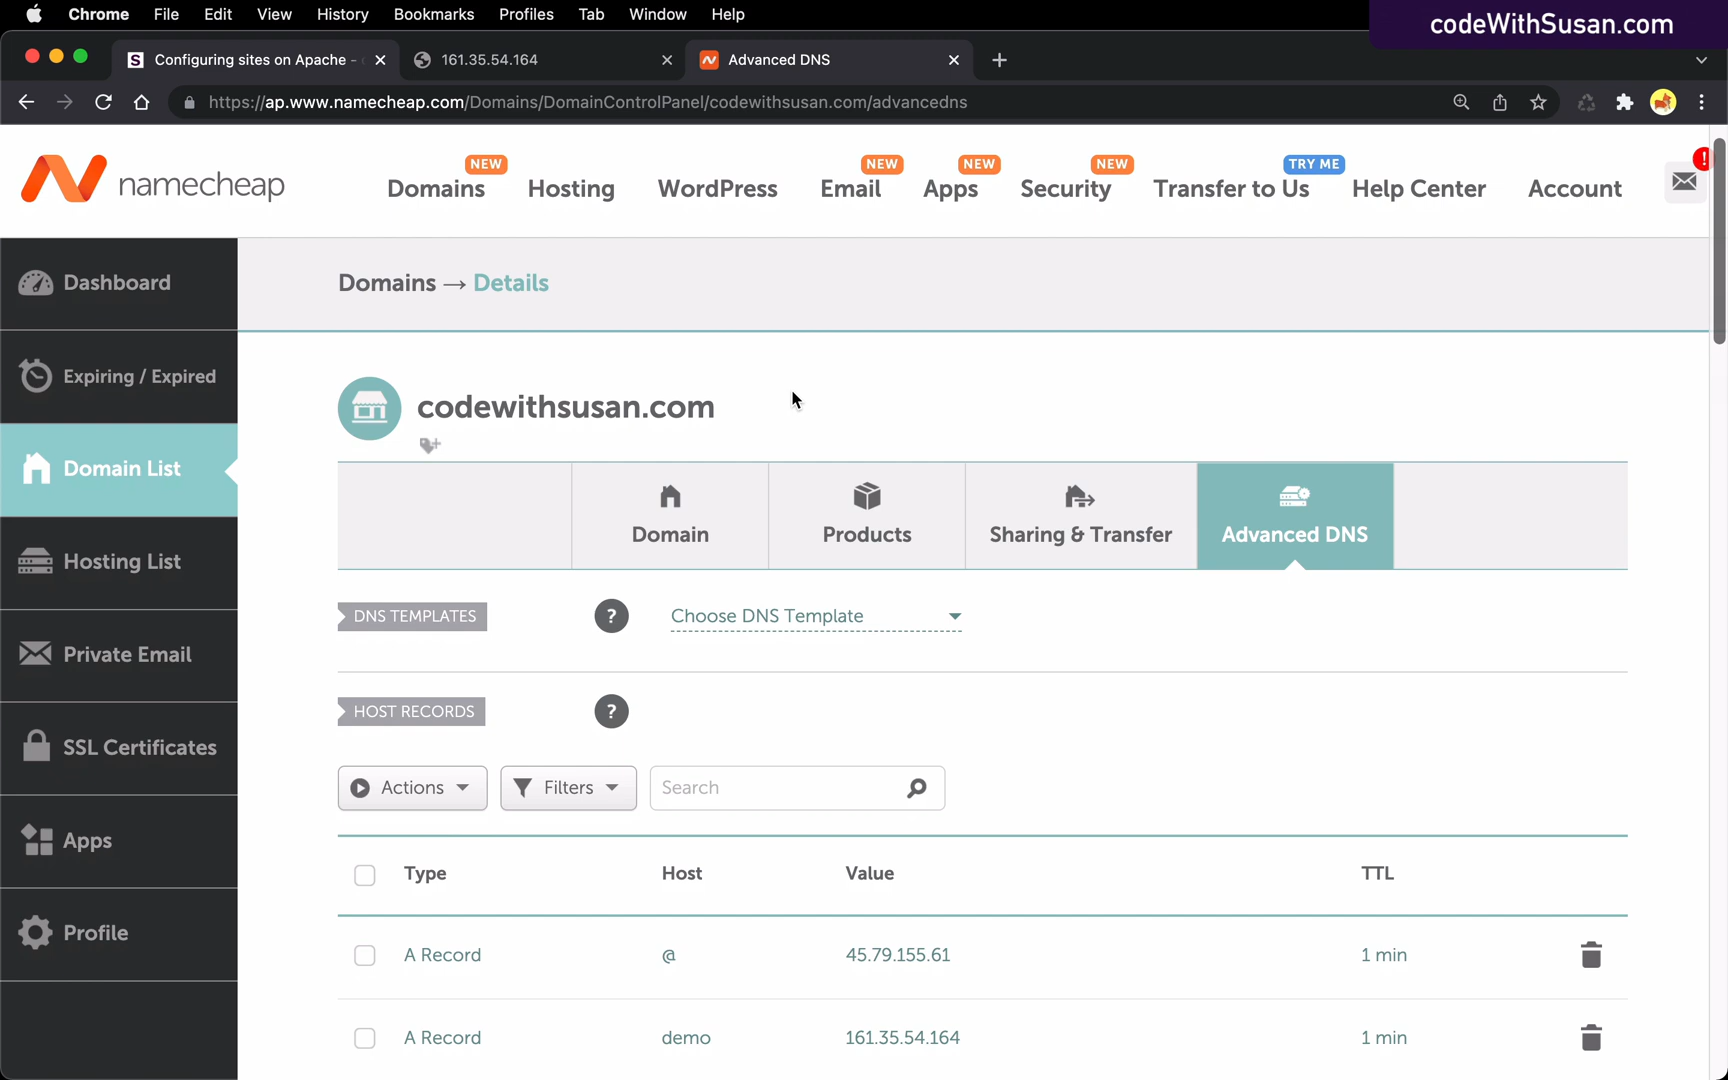 Chrome File Edit View History Bookmarks Profiles Tab Window Help
codeWithSusan.com
Configuring sites on Apache - 161.35.54.164 Advanced DNS
https://ap.www.namecheap.com/Domains/DomainControlPanel/codewithsusan.com/advancedns
NEW NEW NEW NEW TRY ME !
namecheap Domains Hosting WordPress Email Apps Security Transfer to Us Help Center Account
Dashboard
Expiring / Expired
Domain List
Hosting List
Private Email
SSL Certificates
Apps
Profile
Domains → Details
codewithsusan.com
Domain Products Sharing & Transfer Advanced DNS
DNS TEMPLATES ? Choose DNS Template
HOST RECORDS ?
Actions Filters Search
Type Host Value TTL
A Record @ 45.79.155.61 1 min
A Record demo 161.35.54.164 1 min